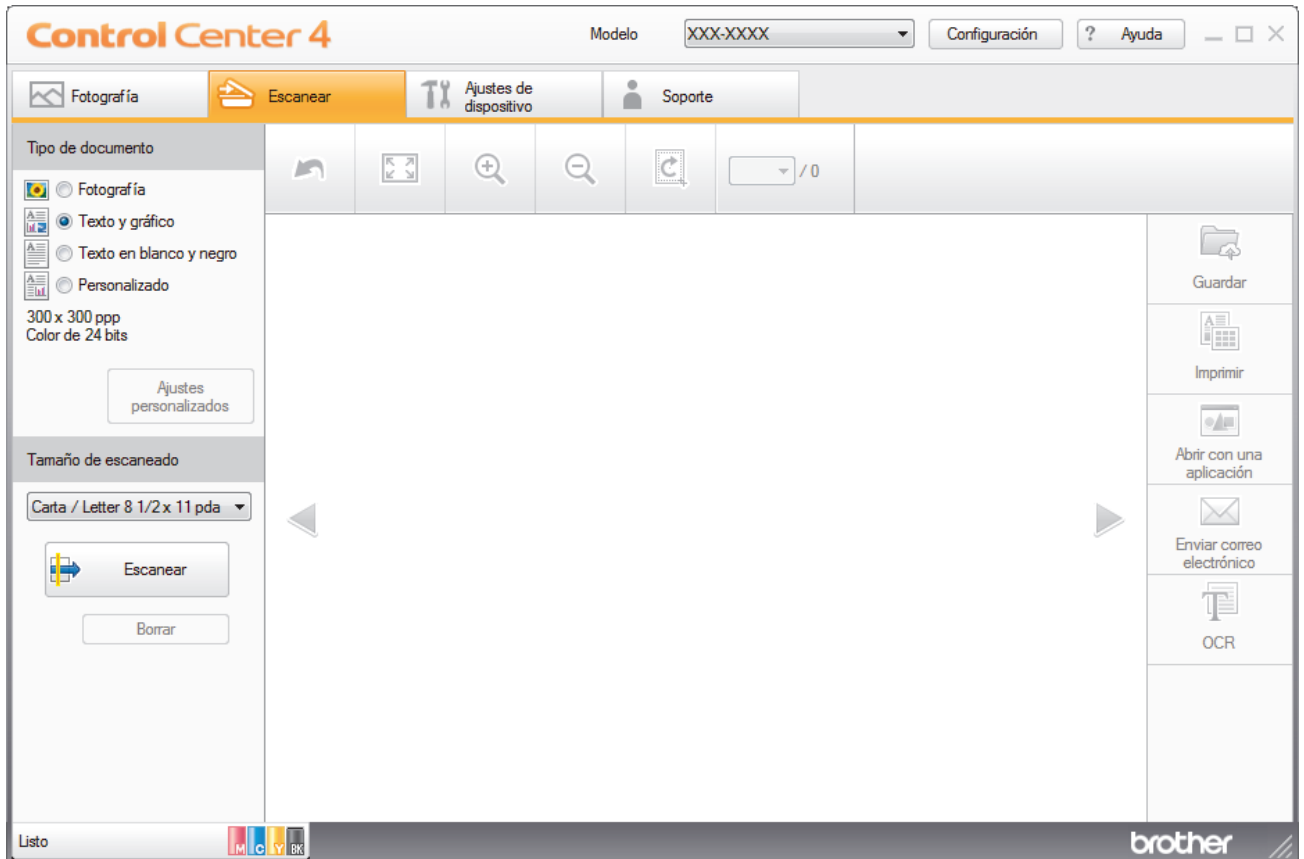 Control Center 4
Modelo XXX-XXXX Configuración ? Ayuda
Fotografía Escanear Ajustes de dispositivo Soporte
Tipo de documento
Fotografía
Texto y gráfico
Texto en blanco y negro
Personalizado
300 x 300 ppp
Color de 24 bits
Ajustes
personalizados
Tamaño de escaneado
Carta / Letter 8 1/2 x 11 pda
Escanear
Borrar
/ 0
Guardar
Imprimir
Abrir con una
aplicación
Enviar correo
electrónico
OCR
Listo
M C Y BK
brother